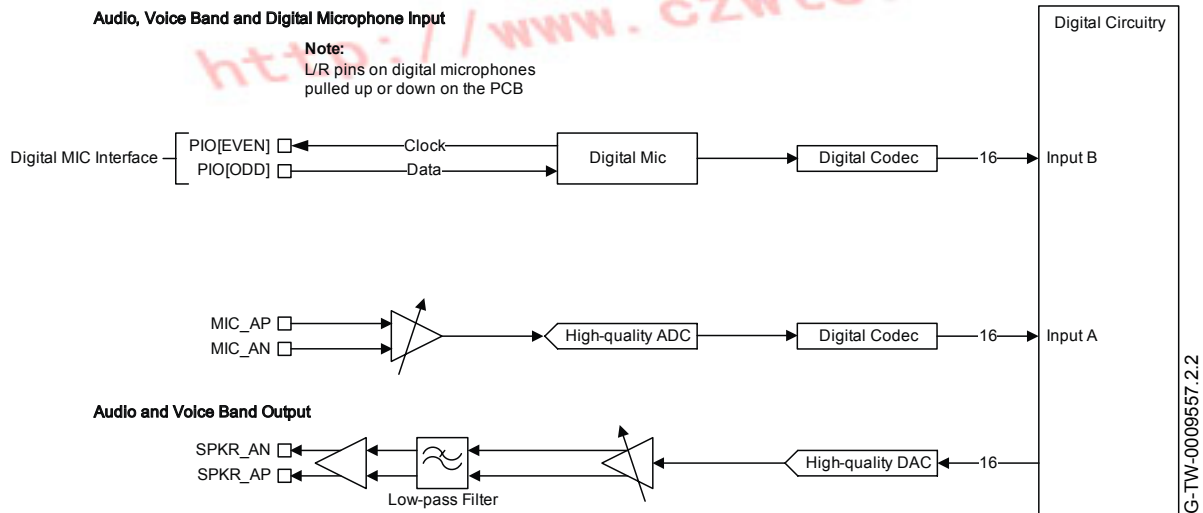 Audio, Voice Band and Digital Microphone Input
Digital Circuitry
http://www.czwtc
Note:
L/R pins on digital microphones
pulled up or down on the PCB
Digital MIC Interface
PIO[EVEN]
Clock
PIO[ODD]
Data
Digital Mic
Digital Codec
16
Input B
MIC_AP
MIC_AN
High-quality ADC
Digital Codec
16
Input A
Audio and Voice Band Output
SPKR_AN
SPKR_AP
Low-pass Filter
High-quality DAC
16
G-TW-0009557.2.2